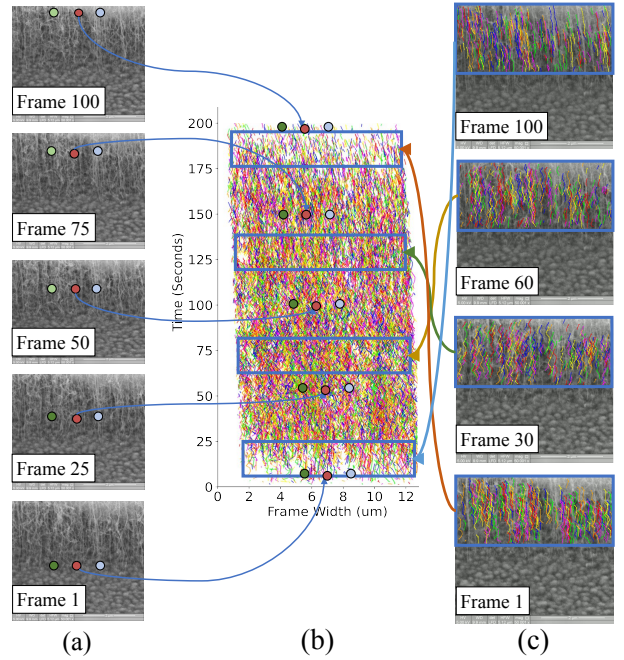 Frame 100
Frame 75
Frame 50
Frame 25
Frame 1
(a)
Time (Seconds)
200
175
150
125
100
75
50
25
0
0 2 4 6 8 10 12
Frame Width (um)
(b)
Frame 100
Frame 60
Frame 30
Frame 1
(c)